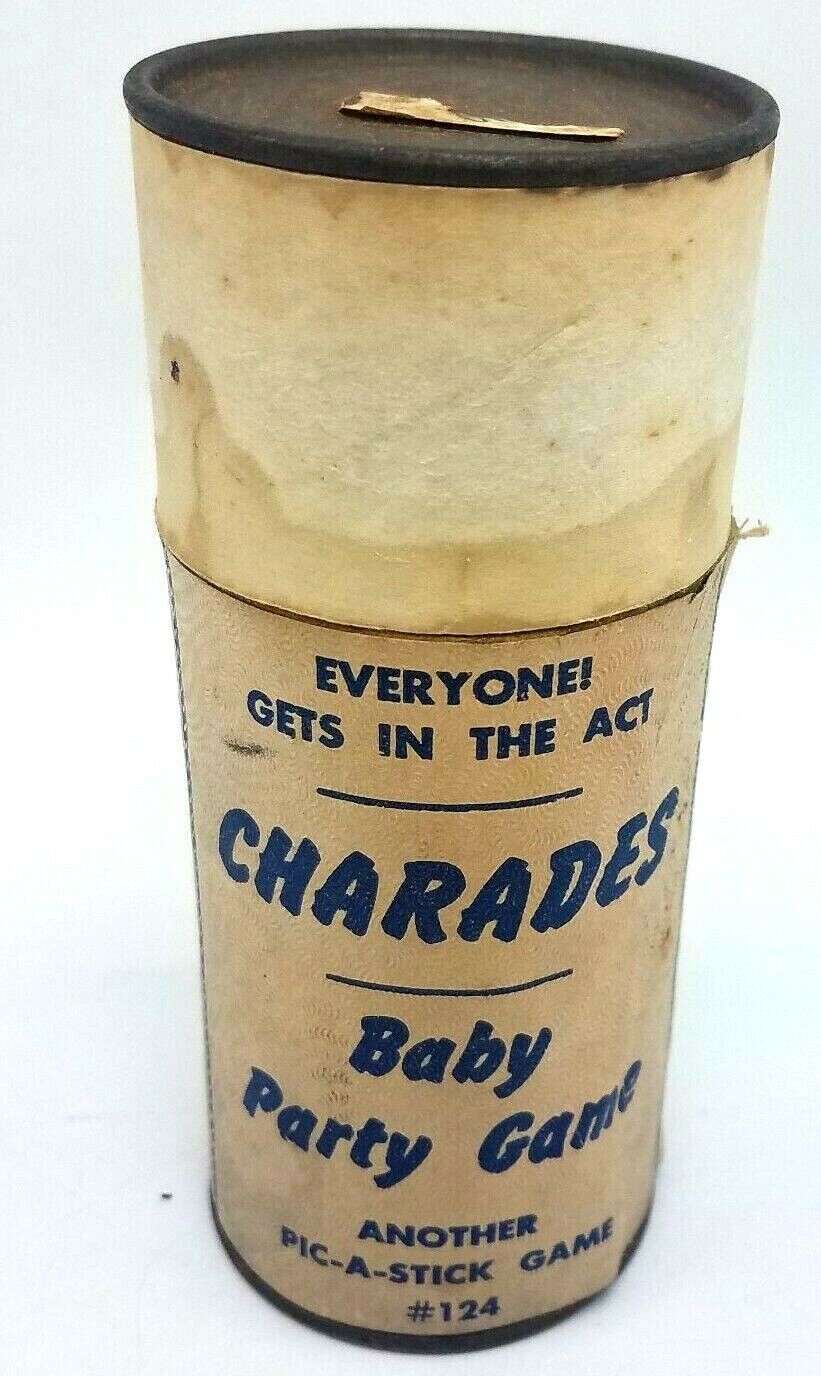 EVERYONE!
GETS IN THE ACT
CHARADES
Baby
Party Game
ANOTHER
PIC-A-STICK GAME
#124